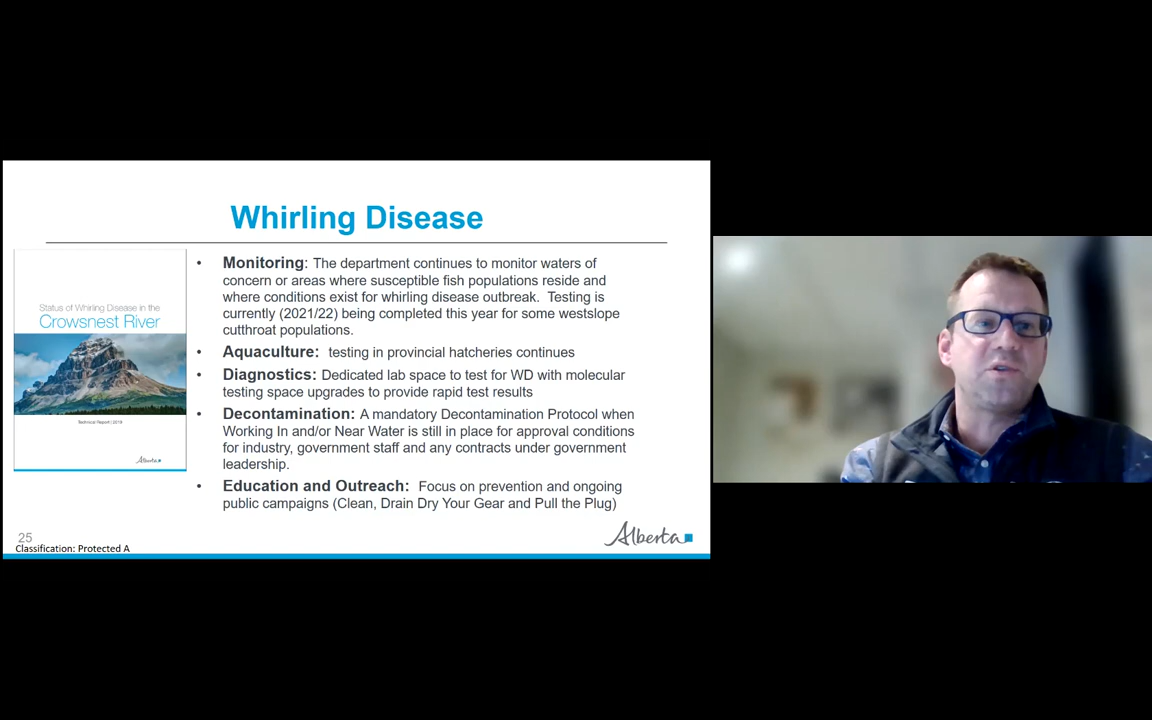 Whirling Disease
Status of Whirling Disease in the
Crowsnest River
Technical Report | 2019
Alberta
• Monitoring: The department continues to monitor waters of
concern or areas where susceptible fish populations reside and
where conditions exist for whirling disease outbreak. Testing is
currently (2021/22) being completed this year for some westslope
cutthroat populations.
• Aquaculture: testing in provincial hatcheries continues
• Diagnostics: Dedicated lab space to test for WD with molecular
testing space upgrades to provide rapid test results
• Decontamination: A mandatory Decontamination Protocol when
Working In and/or Near Water is still in place for approval conditions
for industry, government staff and any contracts under government
leadership.
• Education and Outreach: Focus on prevention and ongoing
public campaigns (Clean, Drain Dry Your Gear and Pull the Plug)
25
Classification: Protected A
Alberta